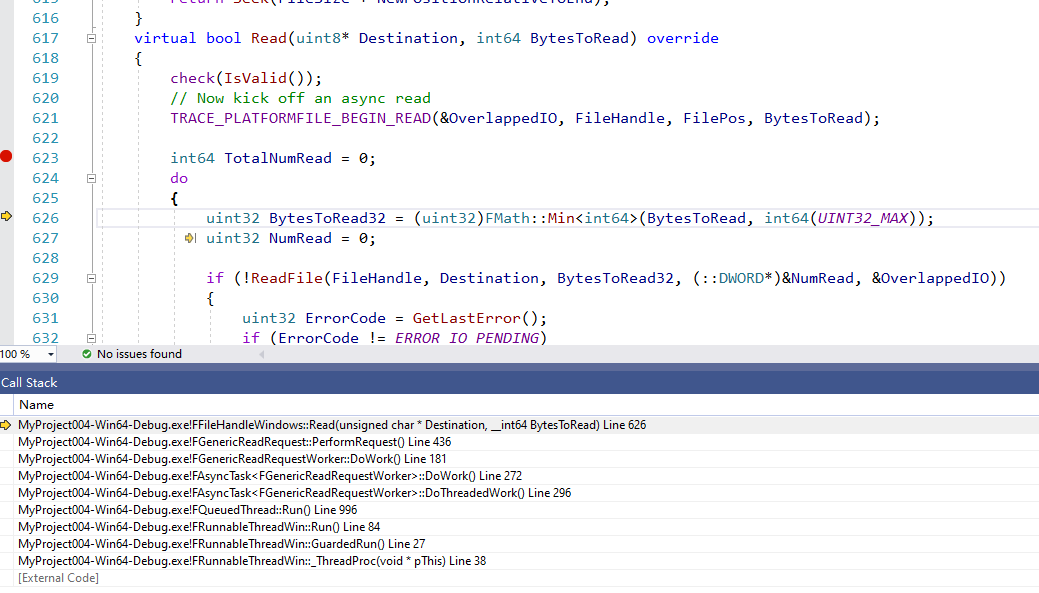 615 return Seek(FileSize + NewPositionRelativeToEnd);
616 }
617 virtual bool Read(uint8* Destination, int64 BytesToRead) override
618 {
619 check(IsValid());
620 // Now kick off an async read
621 TRACE_PLATFORMFILE_BEGIN_READ(&OverlappedIO, FileHandle, FilePos, BytesToRead);
622
623 int64 TotalNumRead = 0;
624 do
625 {
626 uint32 BytesToRead32 = (uint32)FMath::Min<int64>(BytesToRead, int64(UINT32_MAX));
627 uint32 NumRead = 0;
628
629 if (!ReadFile(FileHandle, Destination, BytesToRead32, (::DWORD*)&NumRead, &OverlappedIO))
630 {
631 uint32 ErrorCode = GetLastError();
632 if (ErrorCode != ERROR_IO_PENDING)
100 % No issues found
Call Stack
Name
MyProject004-Win64-Debug.exe!FFileHandleWindows::Read(unsigned char * Destination, __int64 BytesToRead) Line 626
MyProject004-Win64-Debug.exe!FGenericReadRequest::PerformRequest() Line 436
MyProject004-Win64-Debug.exe!FGenericReadRequestWorker::DoWork() Line 181
MyProject004-Win64-Debug.exe!FAsyncTask<FGenericReadRequestWorker>::DoWork() Line 272
MyProject004-Win64-Debug.exe!FAsyncTask<FGenericReadRequestWorker>::DoThreadedWork() Line 296
MyProject004-Win64-Debug.exe!FQueuedThread::Run() Line 996
MyProject004-Win64-Debug.exe!FRunnableThreadWin::Run() Line 84
MyProject004-Win64-Debug.exe!FRunnableThreadWin::GuardedRun() Line 27
MyProject004-Win64-Debug.exe!FRunnableThreadWin::_ThreadProc(void * pThis) Line 38
[External Code]